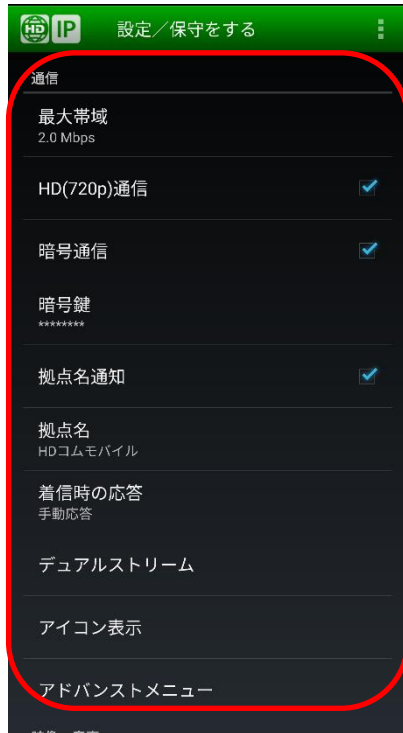 HD IP 設定／保守をする
通信
最大帯域
2.0 Mbps
HD(720p)通信
暗号通信
暗号鍵
********
拠点名通知
拠点名
HDコムモバイル
着信時の応答
手動応答
デュアルストリーム
アイコン表示
アドバンストメニュー